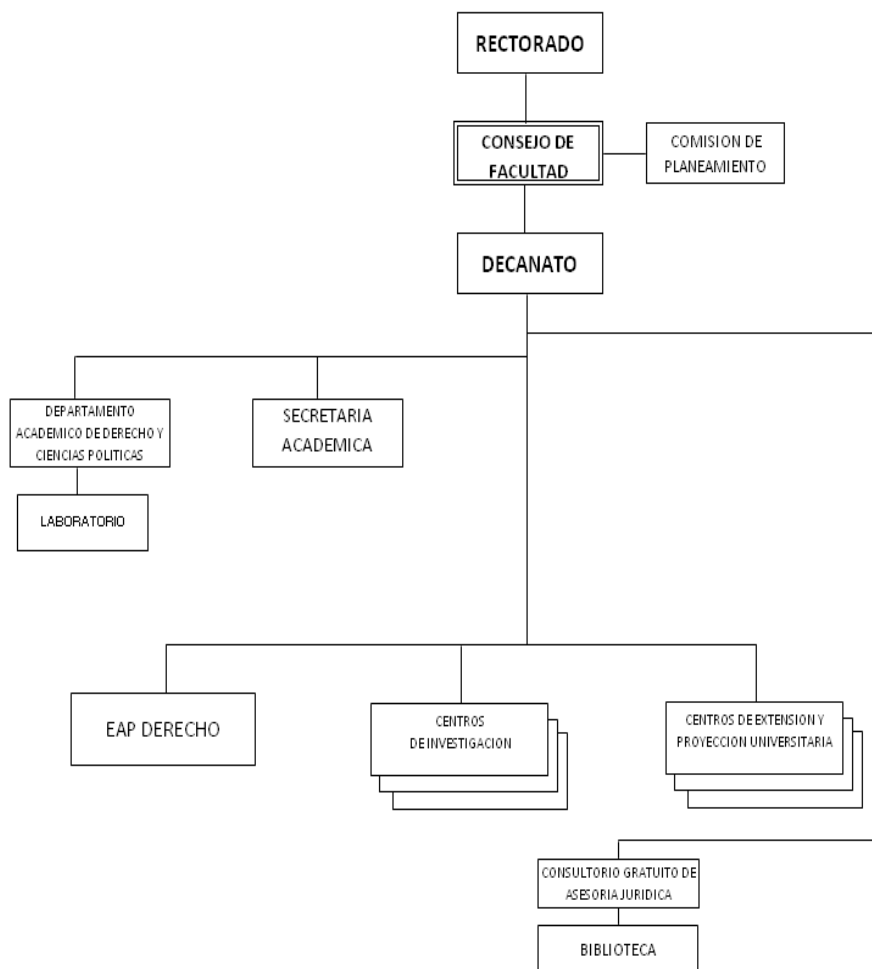 RECTORADO
CONSEJO DE
FACULTAD
COMISION DE
PLANEAMIENTO
DECANATO
DEPARTAMENTO
ACADEMICO DE DERECHO Y
CIENCIAS POLITICAS
SECRETARIA
ACADEMICA
LABORATORIO
EAP DERECHO
CENTROS
DE INVESTIGACION
CENTROS DE EXTENSION Y
PROYECCION UNIVERSITARIA
CONSULTORIO GRATUITO DE
ASESORIA JURIDICA
BIBLIOTECA